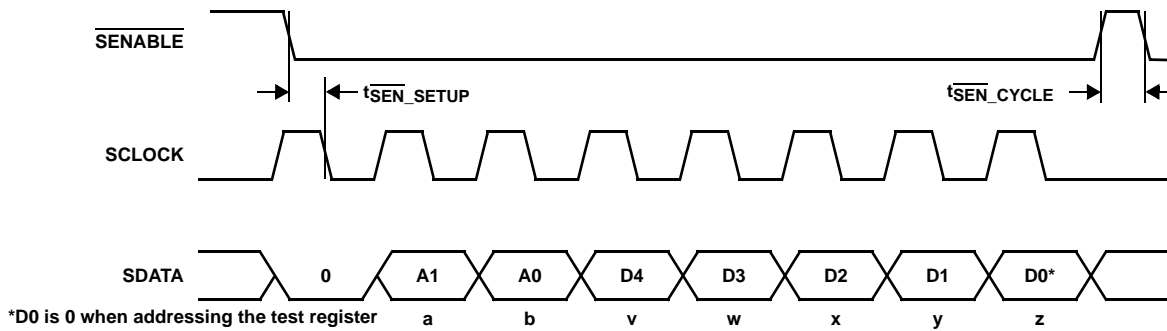 SENABLE
tSEN_SETUP
tSEN_CYCLE
SCLOCK
SDATA 0 A1 A0 D4 D3 D2 D1 D0*
*D0 is 0 when addressing the test register a b v w x y z